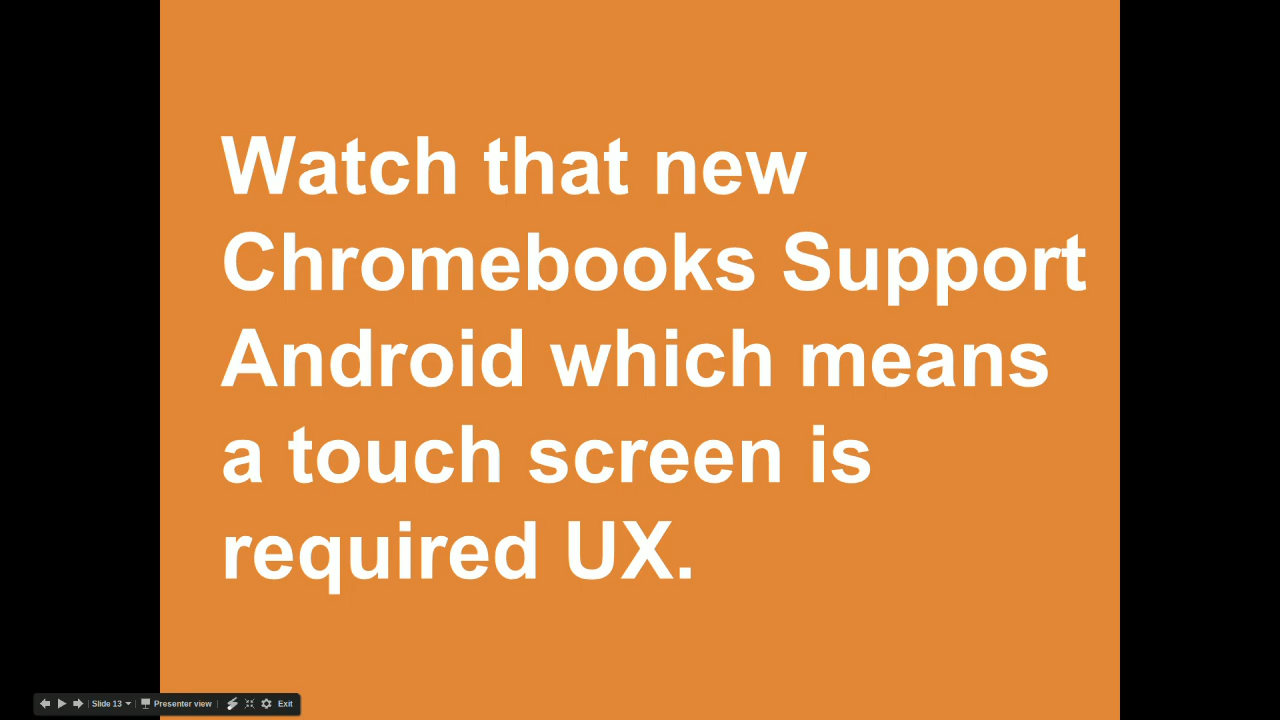 Watch that new
Chromebooks Support
Android which means
a touch screen is
required UX.
Slide 13 Presenter view Exit